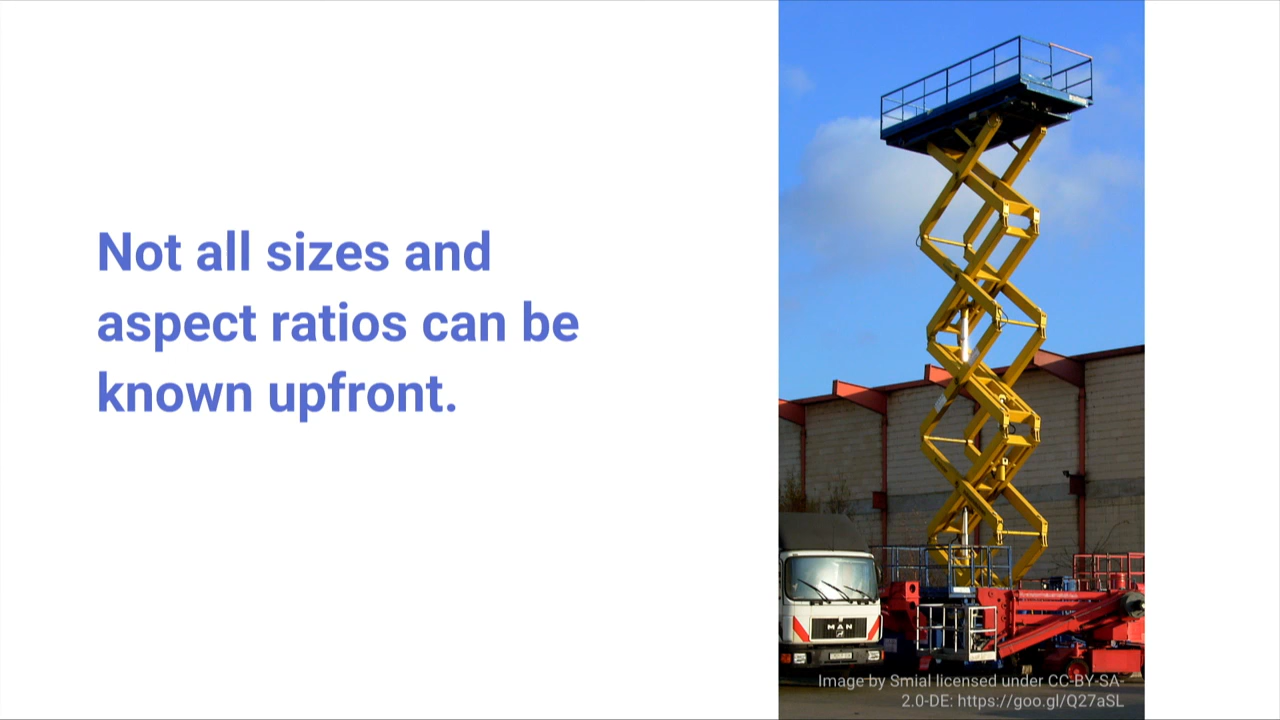 Not all sizes and
aspect ratios can be
known upfront.
MAN
Image by Smial licensed under CC-BY-SA-
2.0-DE: https://goo.gl/Q27aSL